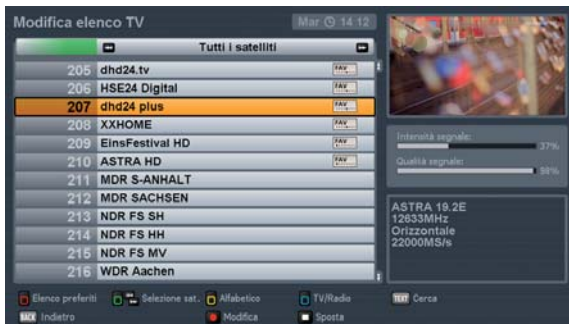 Modifica elenco TV
Mar 14 12
Tutti i satelliti
205 dhd24.tv FAV
206 HSE24 Digital FAV
207 dhd24 plus FAV
208 XXHOME FAV
209 EinsFestival HD FAV
210 ASTRA HD FAV
211 MDR S-ANHALT
212 MDR SACHSEN
213 NDR FS SH
214 NDR FS HH
215 NDR FS MV
216 WDR Aachen
Intensità segnale:
37%
Qualità segnale:
98%
ASTRA 19.2E
12633MHz
Orizzontale
22000MS/s
Elenco preferiti Selezione sat. Alfabetico TV/Radio TEXT Cerca
BACK Indietro Modifica Sposta